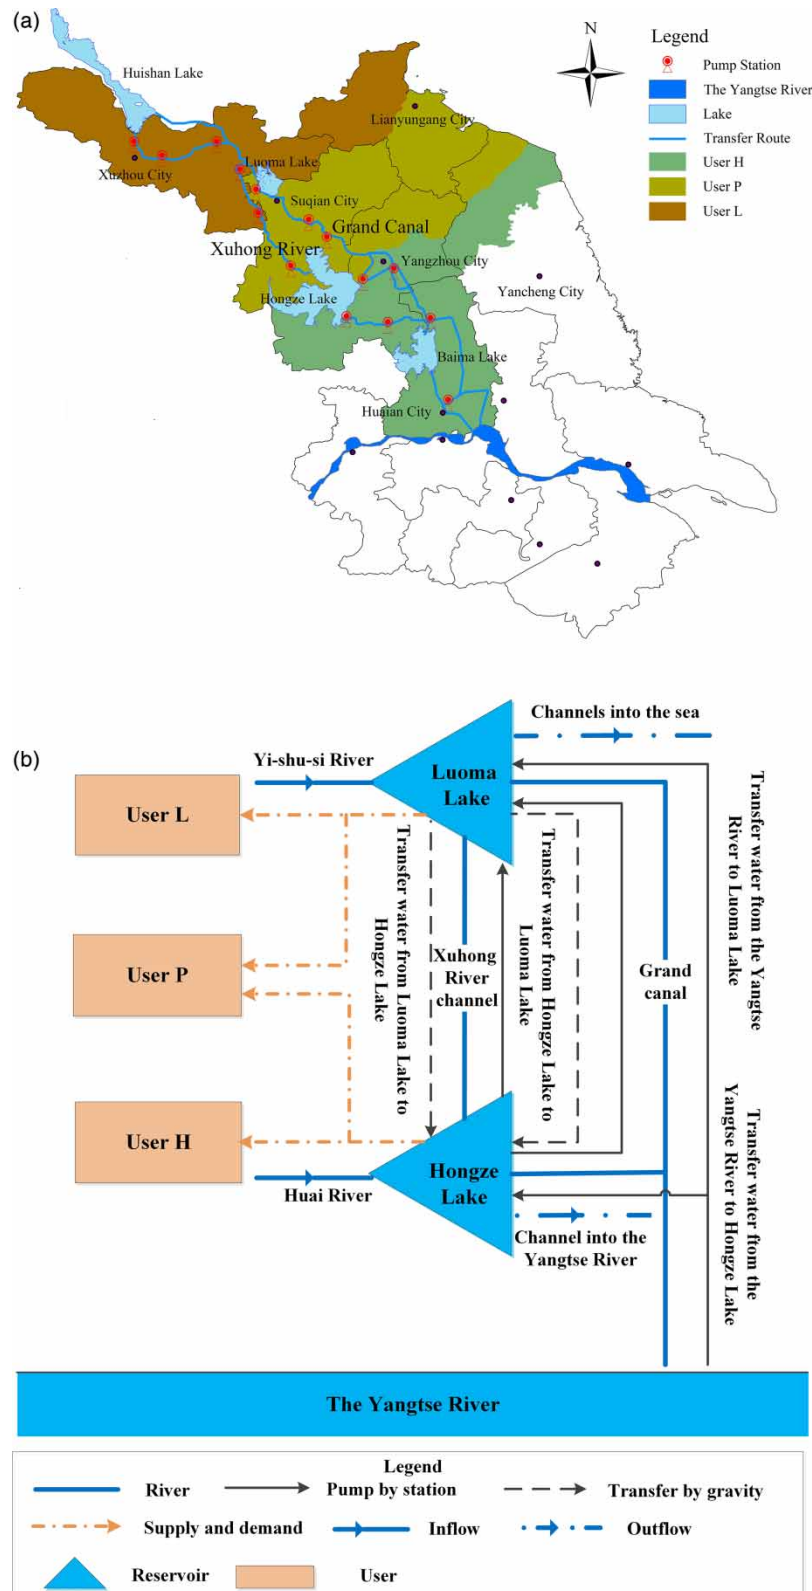 (a)
N
Legend
Pump Station
The Yangtse River
Lake
Transfer Route
User H
User P
User L
Huishan Lake
Lianyungang City
Xuzhou City
Luoma Lake
Suqian City
Grand Canal
Xuhong River
Yangzhou City
Hongze Lake
Yancheng City
Baima Lake
Huaian City
(b)
Channels into the sea
Yi-shu-si River
Luoma
Lake
User L
Transfer water from Luoma Lake to
Hongze Lake
Xuhong
River
channel
Transfer water from Hongze Lake to
Luoma Lake
Grand
canal
Transfer water from the Yangtse
River to Luoma Lake
User P
User H
Hongze
Lake
Huai River
Channel into the
Yangtse River
Transfer water from the
Yangtse River to Hongze Lake
The Yangtse River
Legend
River
Pump by station
Transfer by gravity
Supply and demand
Inflow
Outflow
Reservoir
User